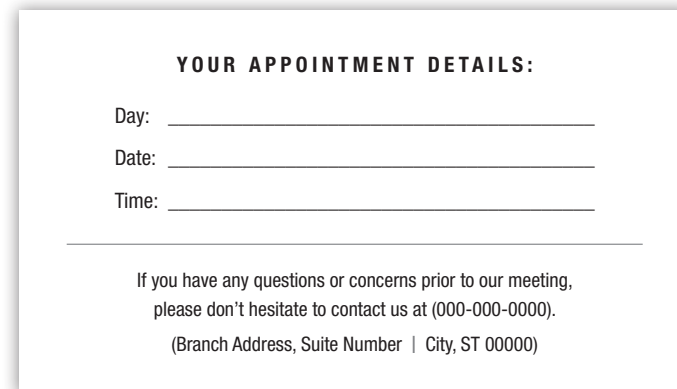 YOUR APPOINTMENT DETAILS:
Day:
Date:
Time:
If you have any questions or concerns prior to our meeting,
please don’t hesitate to contact us at (000-000-0000).
(Branch Address, Suite Number | City, ST 00000)